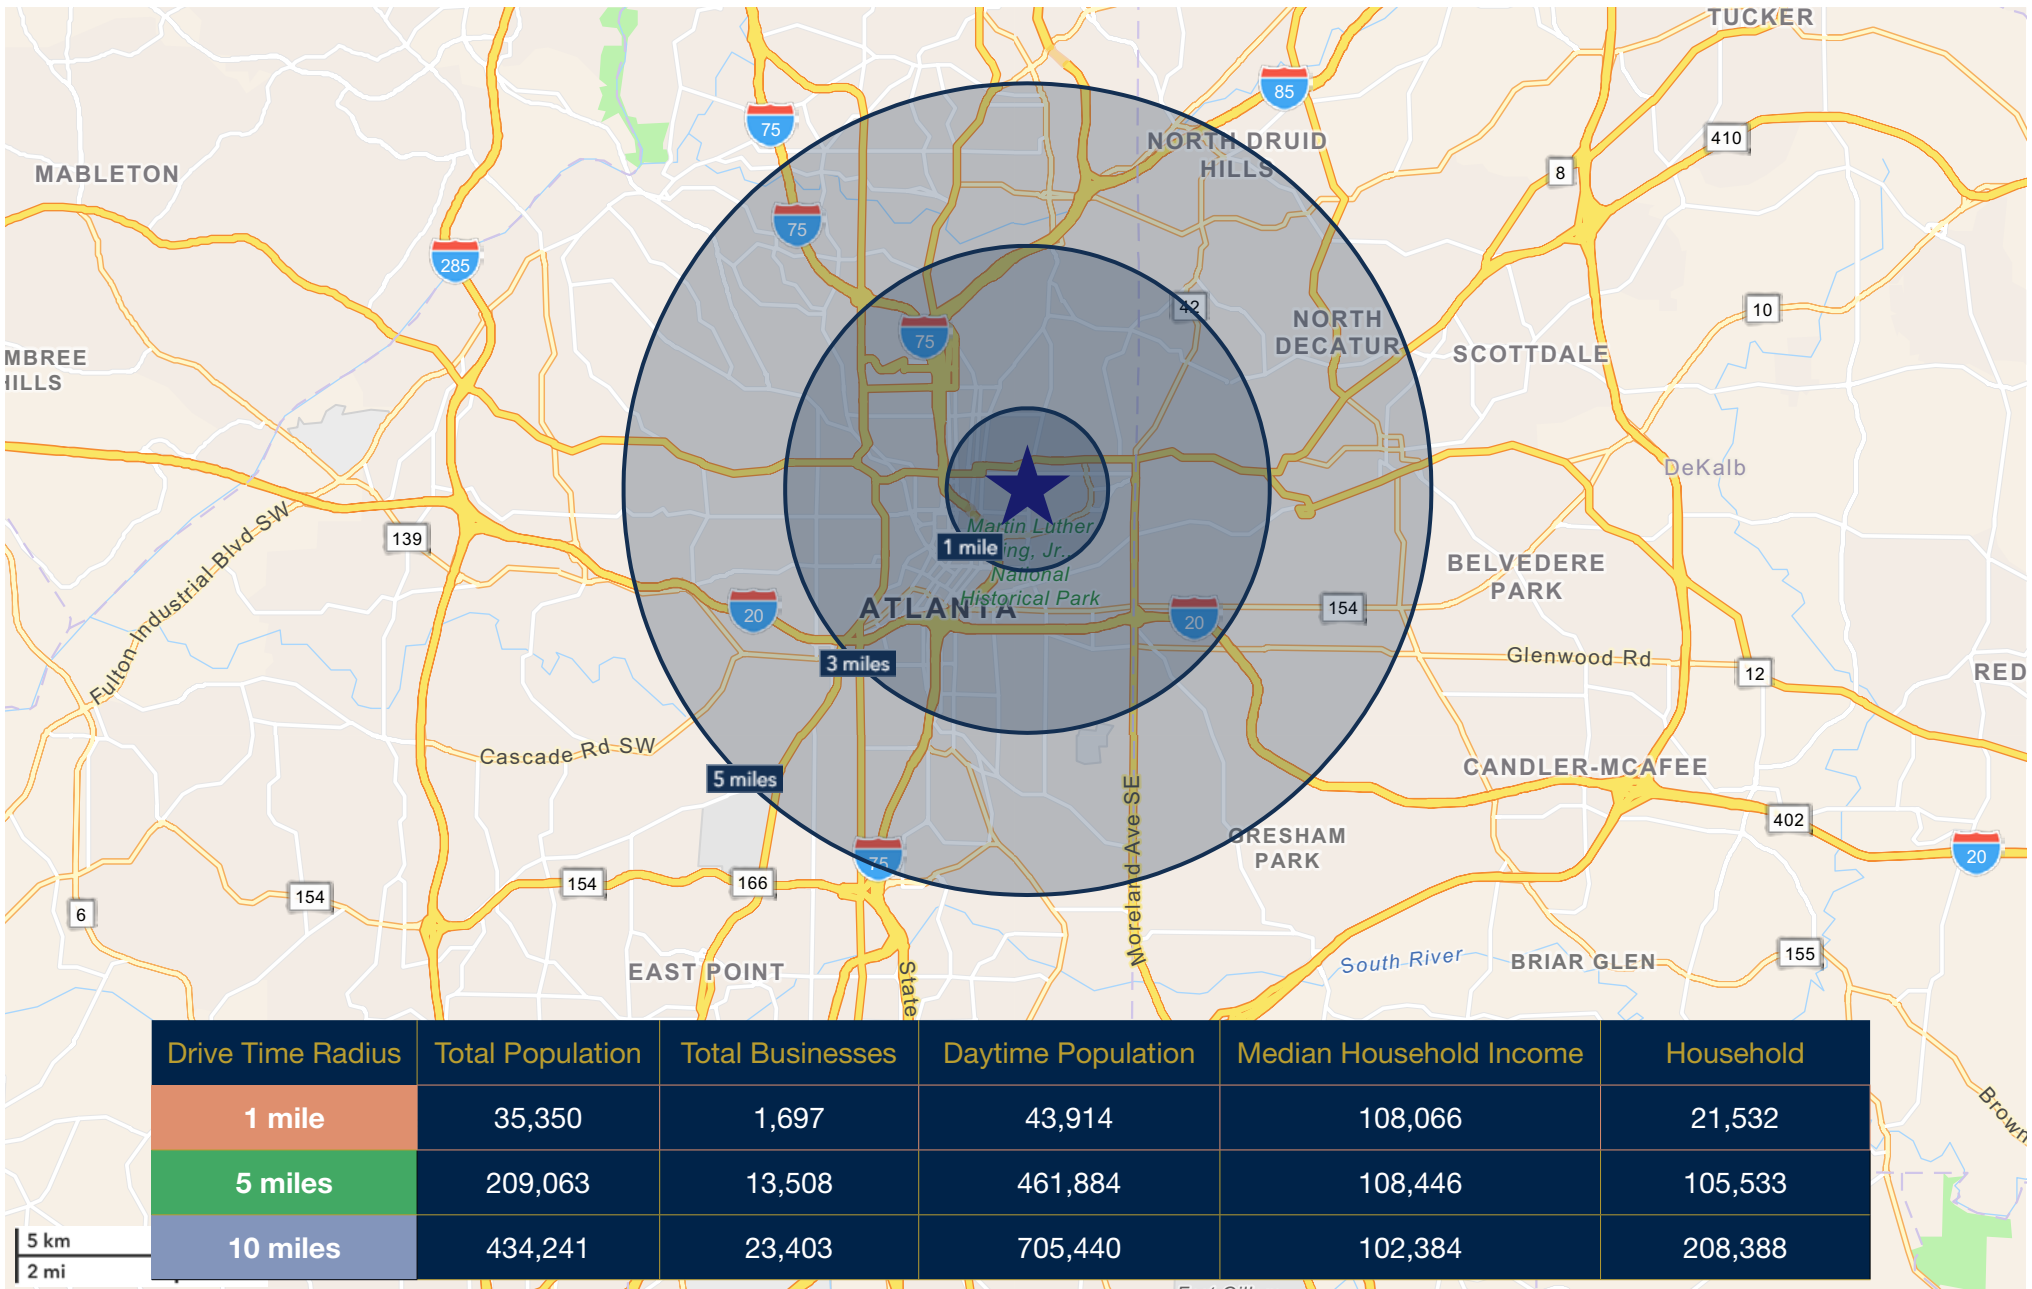 TUCKER
85
75
NORTH DRUID
HILLS
410
8
MABLETON
75
285
42
10
NORTH
DECATUR
MBREE
HILLS
75
SCOTTDALE
DeKalb
Fulton Industrial Blvd SW
139
Martin Luther
ing, Jr.
National
Historical Park
1 mile
BELVEDERE
PARK
20
ATLANTA
20
154
3 miles
Glenwood Rd
12
RED
Cascade Rd SW
5 miles
CANDLER-MCAFEE
Moreland Ave SE
GRESHAM
PARK
402
20
75
154
154
166
6
EAST POINT
State
South River
BRIAR GLEN
155
Brown
Drive Time Radius Total Population Total Businesses Daytime Population Median Household Income Household
1 mile 35,350 1,697 43,914 108,066 21,532
5 miles 209,063 13,508 461,884 108,446 105,533
10 miles 434,241 23,403 705,440 102,384 208,388
5 km
2 mi